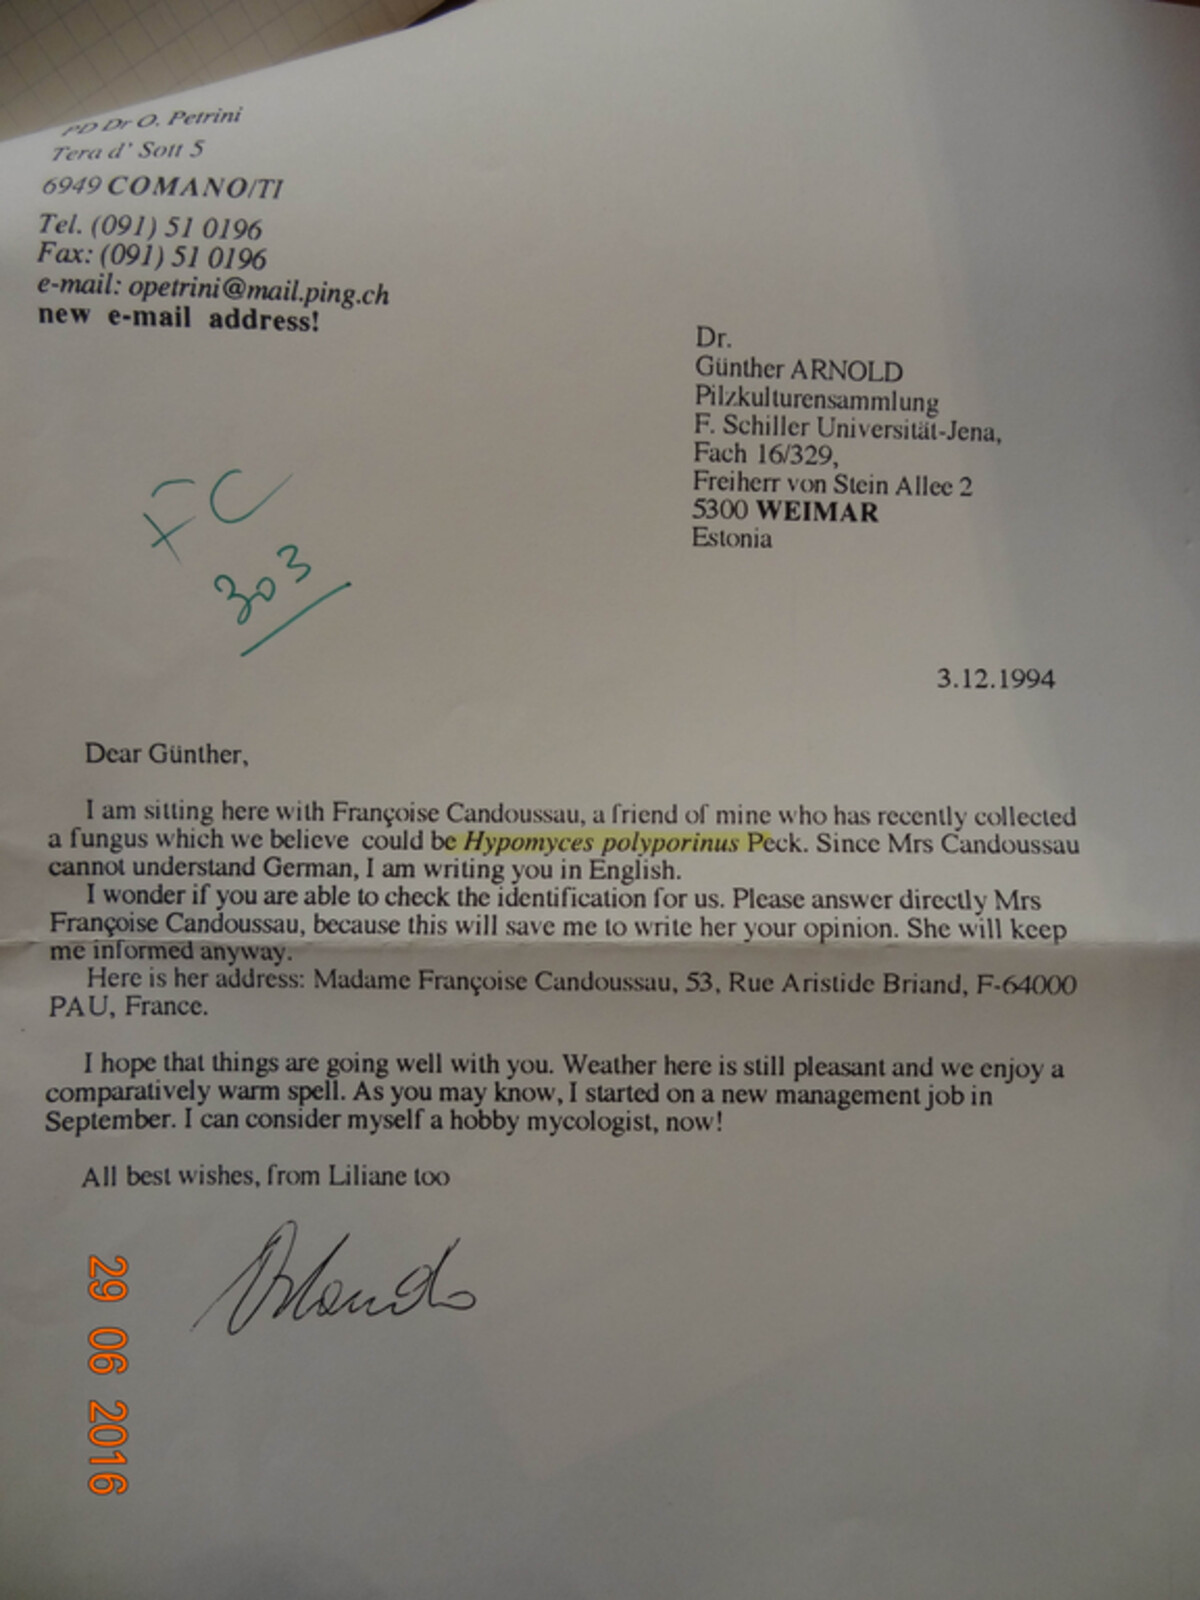 PD Dr O. Petrini
Tera d' Sott 5
6949 COMANO/TI
Tel. (091) 51 0196
Fax: (091) 51 0196
e-mail: opetrini@mail.ping.ch
new e-mail address!
Dr.
Günther ARNOLD
Pilzkulturensammlung
F. Schiller Universität-Jena,
Fach 16/329,
Freiherr von Stein Allee 2
5300 WEIMAR
Estonia
FC
303
3.12.1994
Dear Günther,
I am sitting here with Françoise Candoussau, a friend of mine who has recently collected
a fungus which we believe could be Hypomyces polyporinus Peck. Since Mrs Candoussau
cannot understand German, I am writing you in English.
I wonder if you are able to check the identification for us. Please answer directly Mrs
Françoise Candoussau, because this will save me to write her your opinion. She will keep
me informed anyway.
Here is her address: Madame Françoise Candoussau, 53, Rue Aristide Briand, F-64000
PAU, France.
I hope that things are going well with you. Weather here is still pleasant and we enjoy a
comparatively warm spell. As you may know, I started on a new management job in
September. I can consider myself a hobby mycologist, now!
All best wishes, from Liliane too
Orlando
29 06 2016